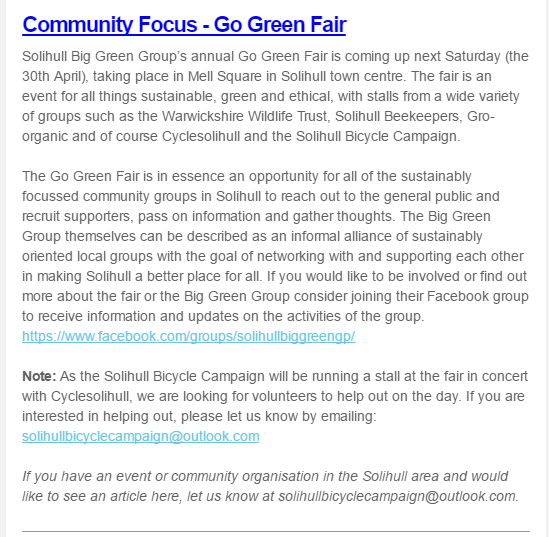 Community Focus - Go Green Fair
Solihull Big Green Group's annual Go Green Fair is coming up next Saturday (the
30th April), taking place in Mell Square in Solihull town centre. The fair is an
event for all things sustainable, green and ethical, with stalls from a wide variety
of groups such as the Warwickshire Wildlife Trust, Solihull Beekeepers, Gro-
organic and of course Cyclesolihull and the Solihull Bicycle Campaign.
The Go Green Fair is in essence an opportunity for all of the sustainably
focussed community groups in Solihull to reach out to the general public and
recruit supporters, pass on information and gather thoughts. The Big Green
Group themselves can be described as an informal alliance of sustainably
oriented local groups with the goal of networking with and supporting each other
in making Solihull a better place for all. If you would like to be involved or find out
more about the fair or the Big Green Group consider joining their Facebook group
to receive information and updates on the activities of the group.
https://www.facebook.com/groups/solihullbiggreengp/
Note: As the Solihull Bicycle Campaign will be running a stall at the fair in concert
with Cyclesolihull, we are looking for volunteers to help out on the day. If you are
interested in helping out, please let us know by emailing:
solihullbicyclecampaign@outlook.com
If you have an event or community organisation in the Solihull area and would
like to see an article here, let us know at solihullbicyclecampaign@outlook.com.